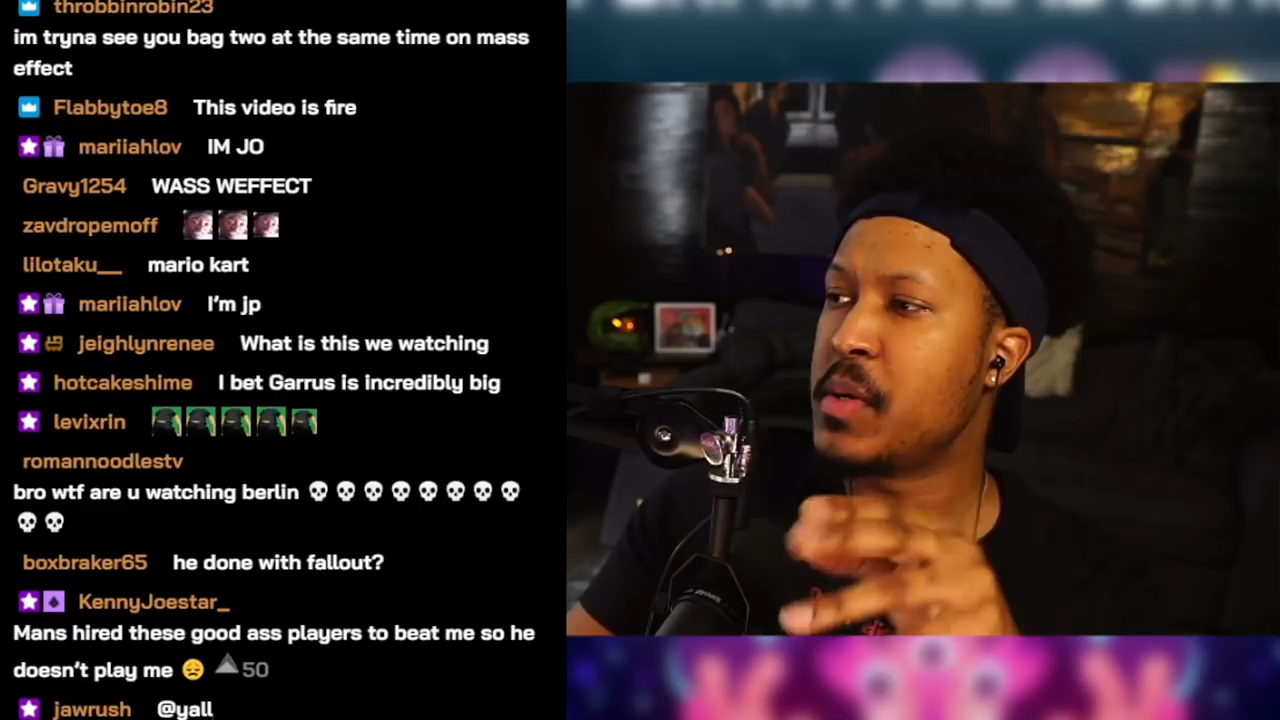 throbbinrobin23
im tryna see you bag two at the same time on mass
effect
Flabbytoe8 This video is fire
mariiahlov IM JO
Gravy1254 WASS WEFFECT
zavdropemoff
lilotaku__ mario kart
mariiahlov I'm jp
jeighlynrenee What is this we watching
hotcakeshime I bet Garrus is incredibly big
levixrin
romannoodlestv
bro wtf are u watching berlin 💀 💀 💀 💀 💀 💀 💀 💀
💀 💀
boxbraker65 he done with fallout?
KennyJoestar_
Mans hired these good ass players to beat me so he
doesn't play me 😞 50
jawrush @yall